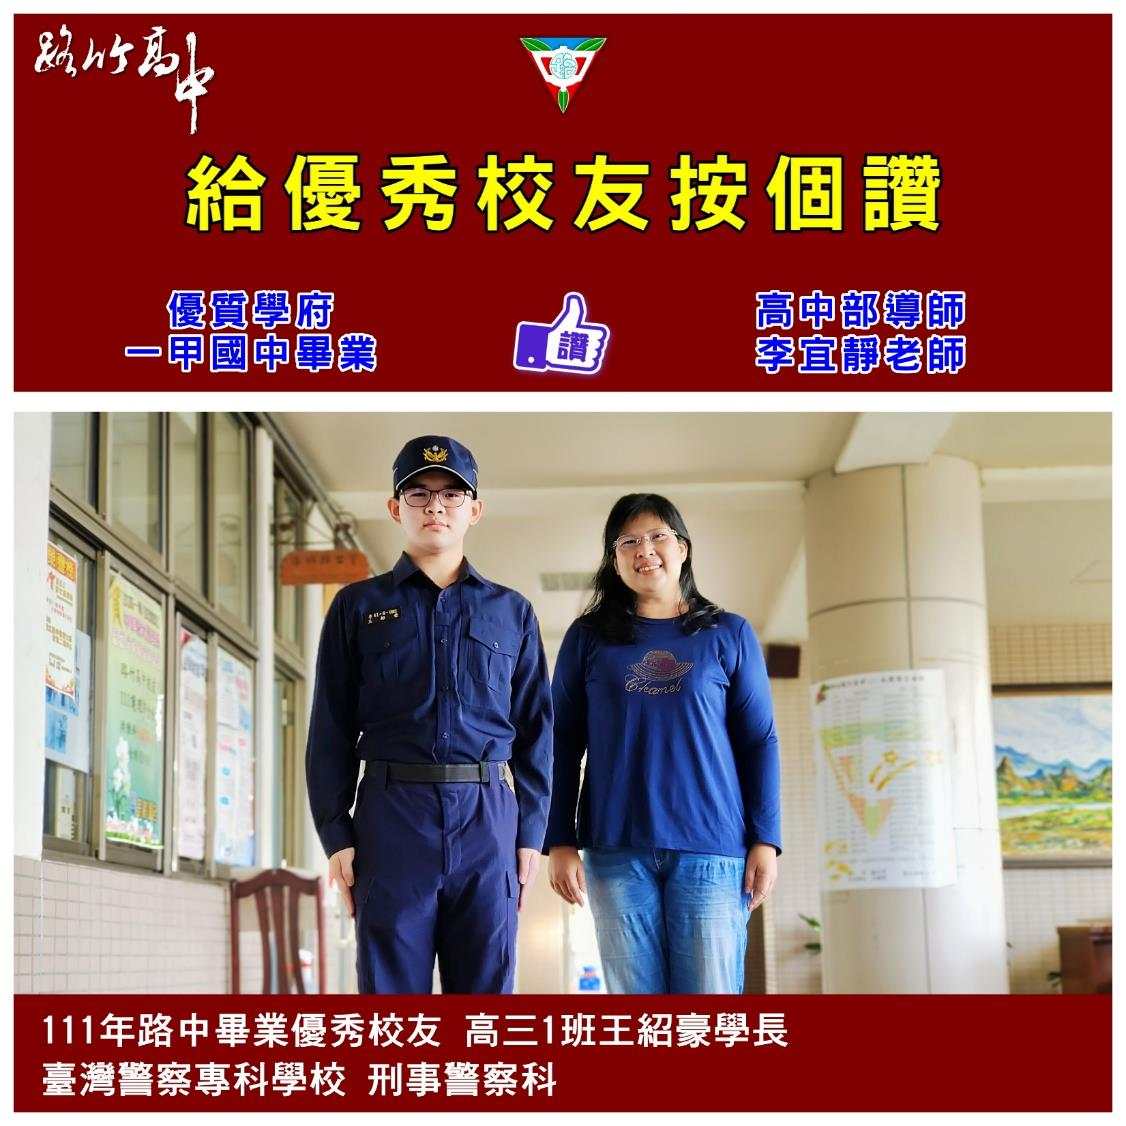 路竹高中
給優秀校友按個讚
優質學府
一甲國中畢業
讚
高中部導師
李宜靜老師
Chanel
111年路中畢業優秀校友 高三1班王紹豪學長
臺灣警察專科學校 刑事警察科